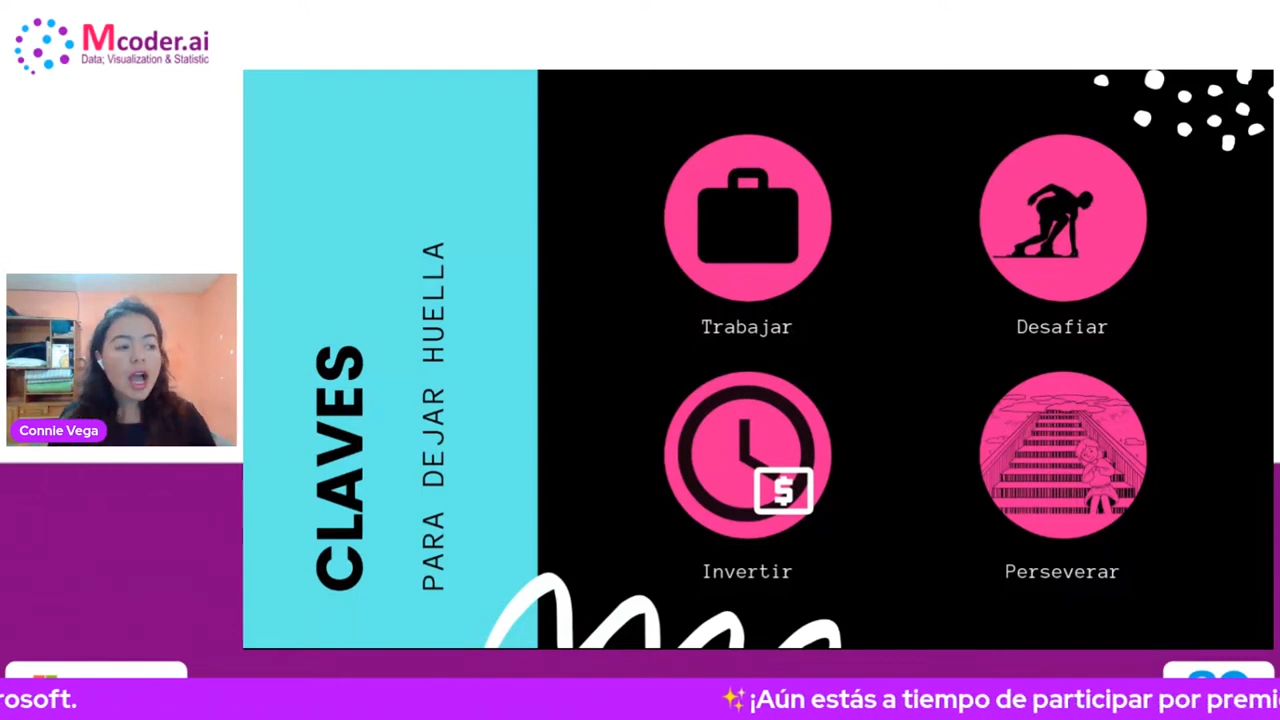 Mcoder.ai
Data; Visualization & Statistic
CLAVES
PARA DEJAR HUELLA
Trabajar
Desafiar
$
Invertir
Perseverar
Connie Vega
rosoft.
✨¡Aún estás a tiempo de participar por premi